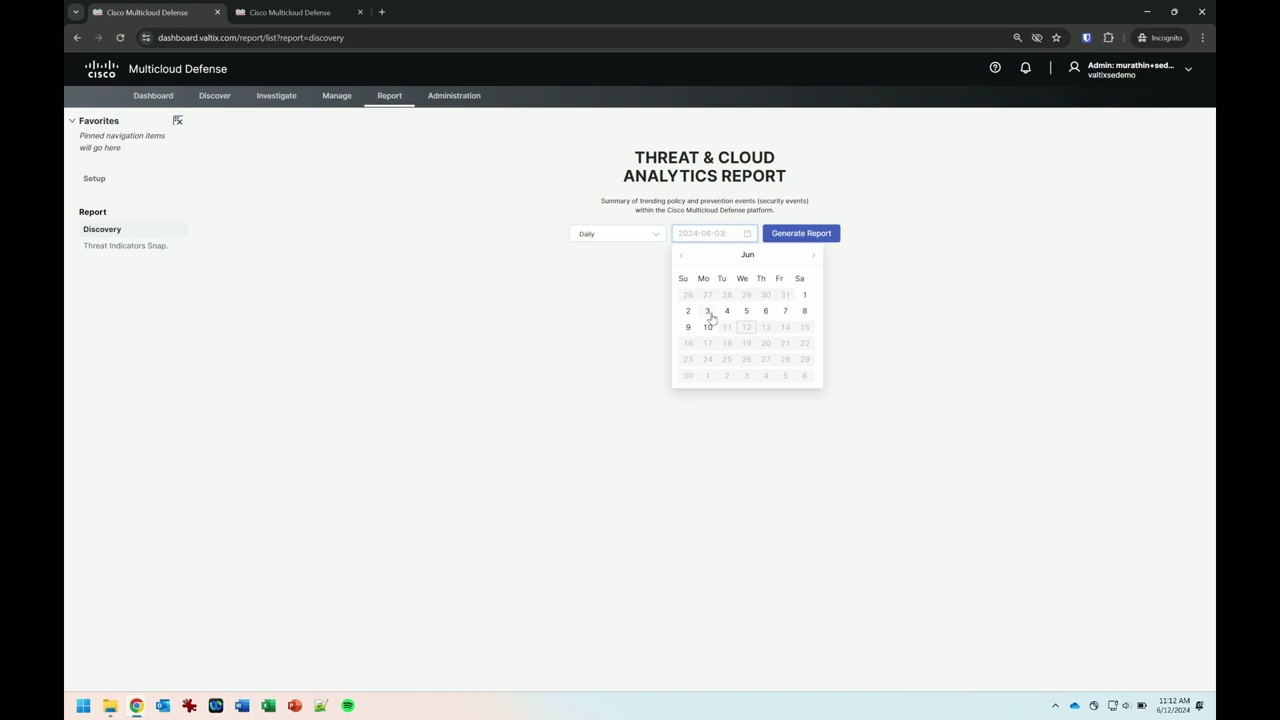 Cisco Multicloud Defense
Cisco Multicloud Defense
dashboard.valtix.com/report/list?report=discovery
Incognito
CISCO
Multicloud Defense
Admin: murathin+sed...
valtixsedemo
Dashboard Discover Investigate Manage Report Administration
Favorites
Pinned navigation items
will go here
Setup
Report
Discovery
Threat Indicators Snap.
THREAT & CLOUD
ANALYTICS REPORT
Summary of trending policy and prevention events (security events)
within the Cisco Multicloud Defense platform.
Daily 2024-06-03 Generate Report
Jun
Su Mo Tu We Th Fr Sa
26 27 28 29 30 31 1
2 3 4 5 6 7 8
9 10 11 12 13 14 15
16 17 18 19 20 21 22
23 24 25 26 27 28 29
30 1 2 3 4 5 6
11:12 AM
6/12/2024